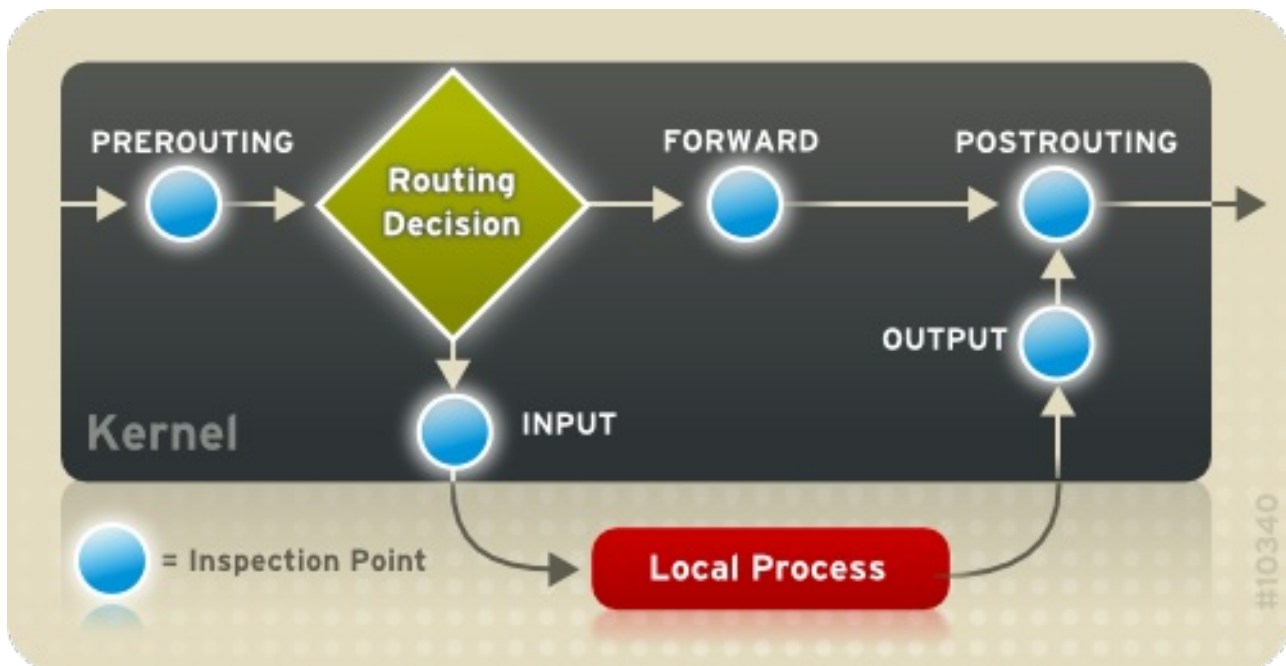 PREROUTING
Routing
Decision
FORWARD
POSTROUTING
OUTPUT
INPUT
Kernel
= Inspection Point
Local Process
#10340